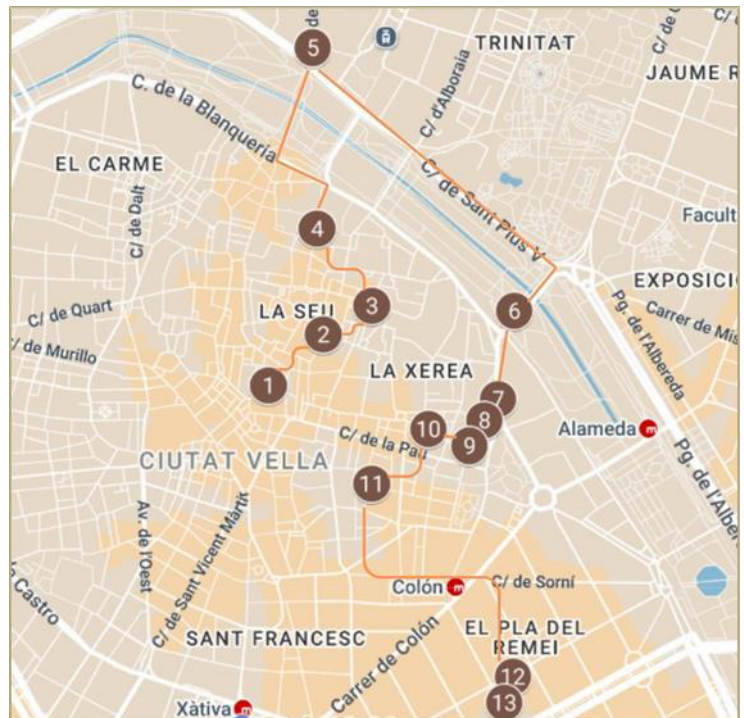 5
de
TRINITAT
C/ d'Alboraia
JAUME R
C. de la Blanqueria
EL CARME
C/ de Dalt
C/ de Sant Pius V
Facult
4
EXPOSICI
C/ de Quart
LA SEU
3
6
Carrer de Mis
C/ de Murillo
2
Pg. de l'Albereda
1
LA XEREA
7
8
10
9
C/ de la Pau
Alameda
m
CIUTAT VELLA
11
Pg. de l'Albere
Av. de l'Oest
C/ de Sant Vicent Màrtir
Castro
Colón
m
C/ de Sorní
SANT FRANCESC
EL PLA DEL
REMEI
Carrer de Colón
12
13
Xàtiva
m